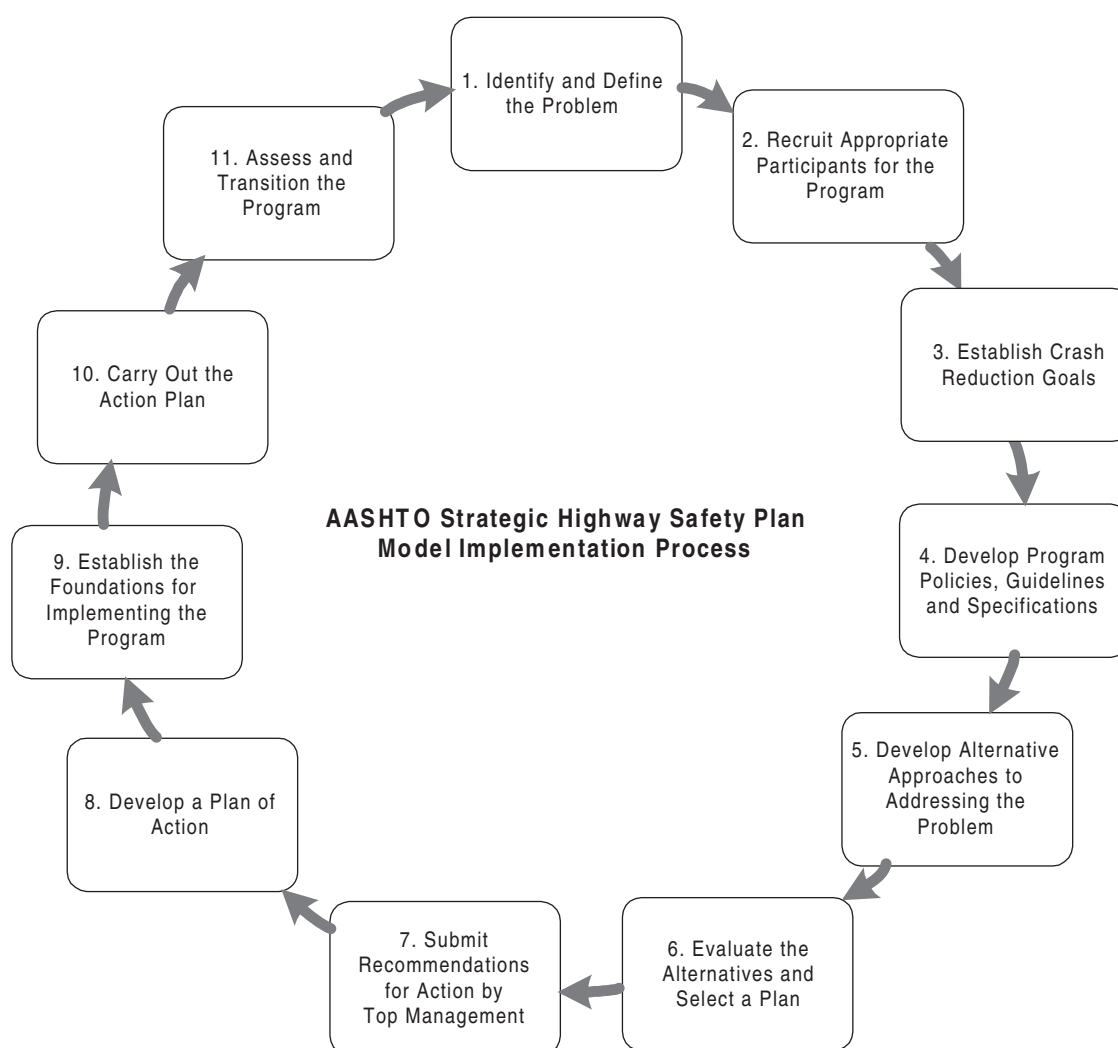 1. Identify and Define
the Problem
2. Recruit Appropriate
Participants for the
Program
3. Establish Crash
Reduction Goals
4. Develop Program
Policies, Guidelines
and Specifications
5. Develop Alternative
Approaches to
Addressing the
Problem
6. Evaluate the
Alternatives and
Select a Plan
7. Submit
Recommendations
for Action by
Top Management
8. Develop a Plan of
Action
9. Establish the
Foundations for
Implementing the
Program
10. Carry Out the
Action Plan
11. Assess and
Transition the
Program
AASHTO Strategic Highway Safety Plan
Model Implementation Process